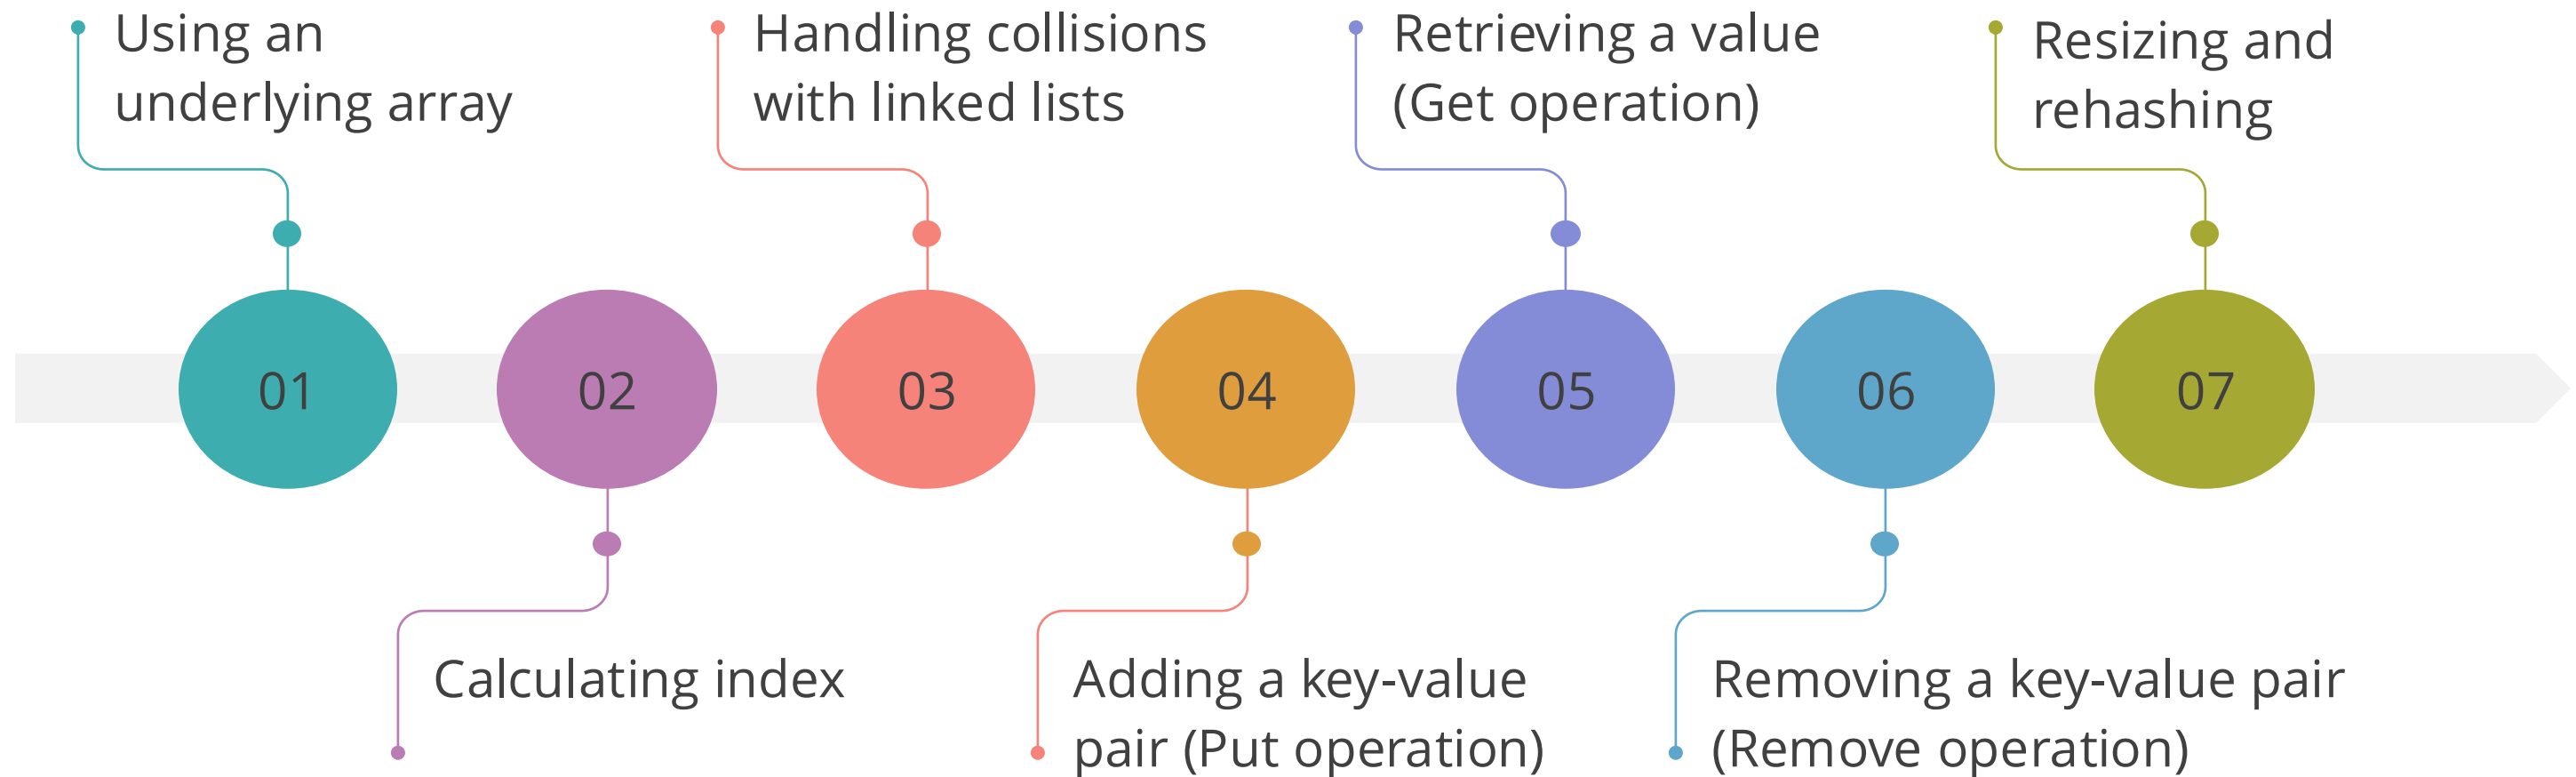 Using an
underlying array
Handling collisions
with linked lists
Retrieving a value
(Get operation)
Resizing and
rehashing
01
02
03
04
05
06
07
Calculating index
Adding a key-value
pair (Put operation)
Removing a key-value pair
(Remove operation)